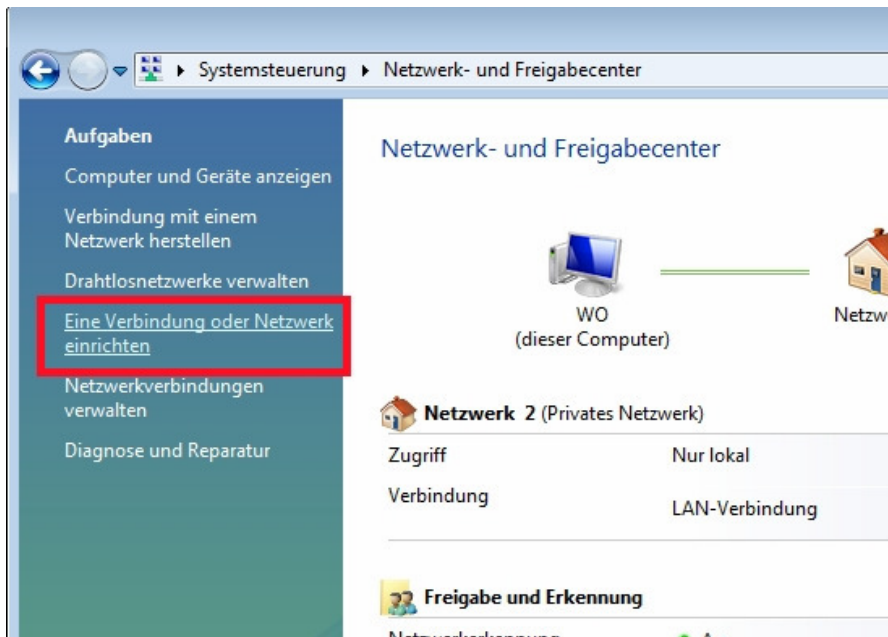 Systemsteuerung
Netzwerk- und Freigabecenter
Aufgaben
Computer und Geräte anzeigen
Verbindung mit einem
Netzwerk herstellen
Drahtlosnetzwerke verwalten
Eine Verbindung oder Netzwerk
einrichten
Netzwerkverbindungen
verwalten
Diagnose und Reparatur
Netzwerk- und Freigabecenter
WO
(dieser Computer)
Netzw
Netzwerk 2 (Privates Netzwerk)
Zugriff Nur lokal
Verbindung LAN-Verbindung
Freigabe und Erkennung